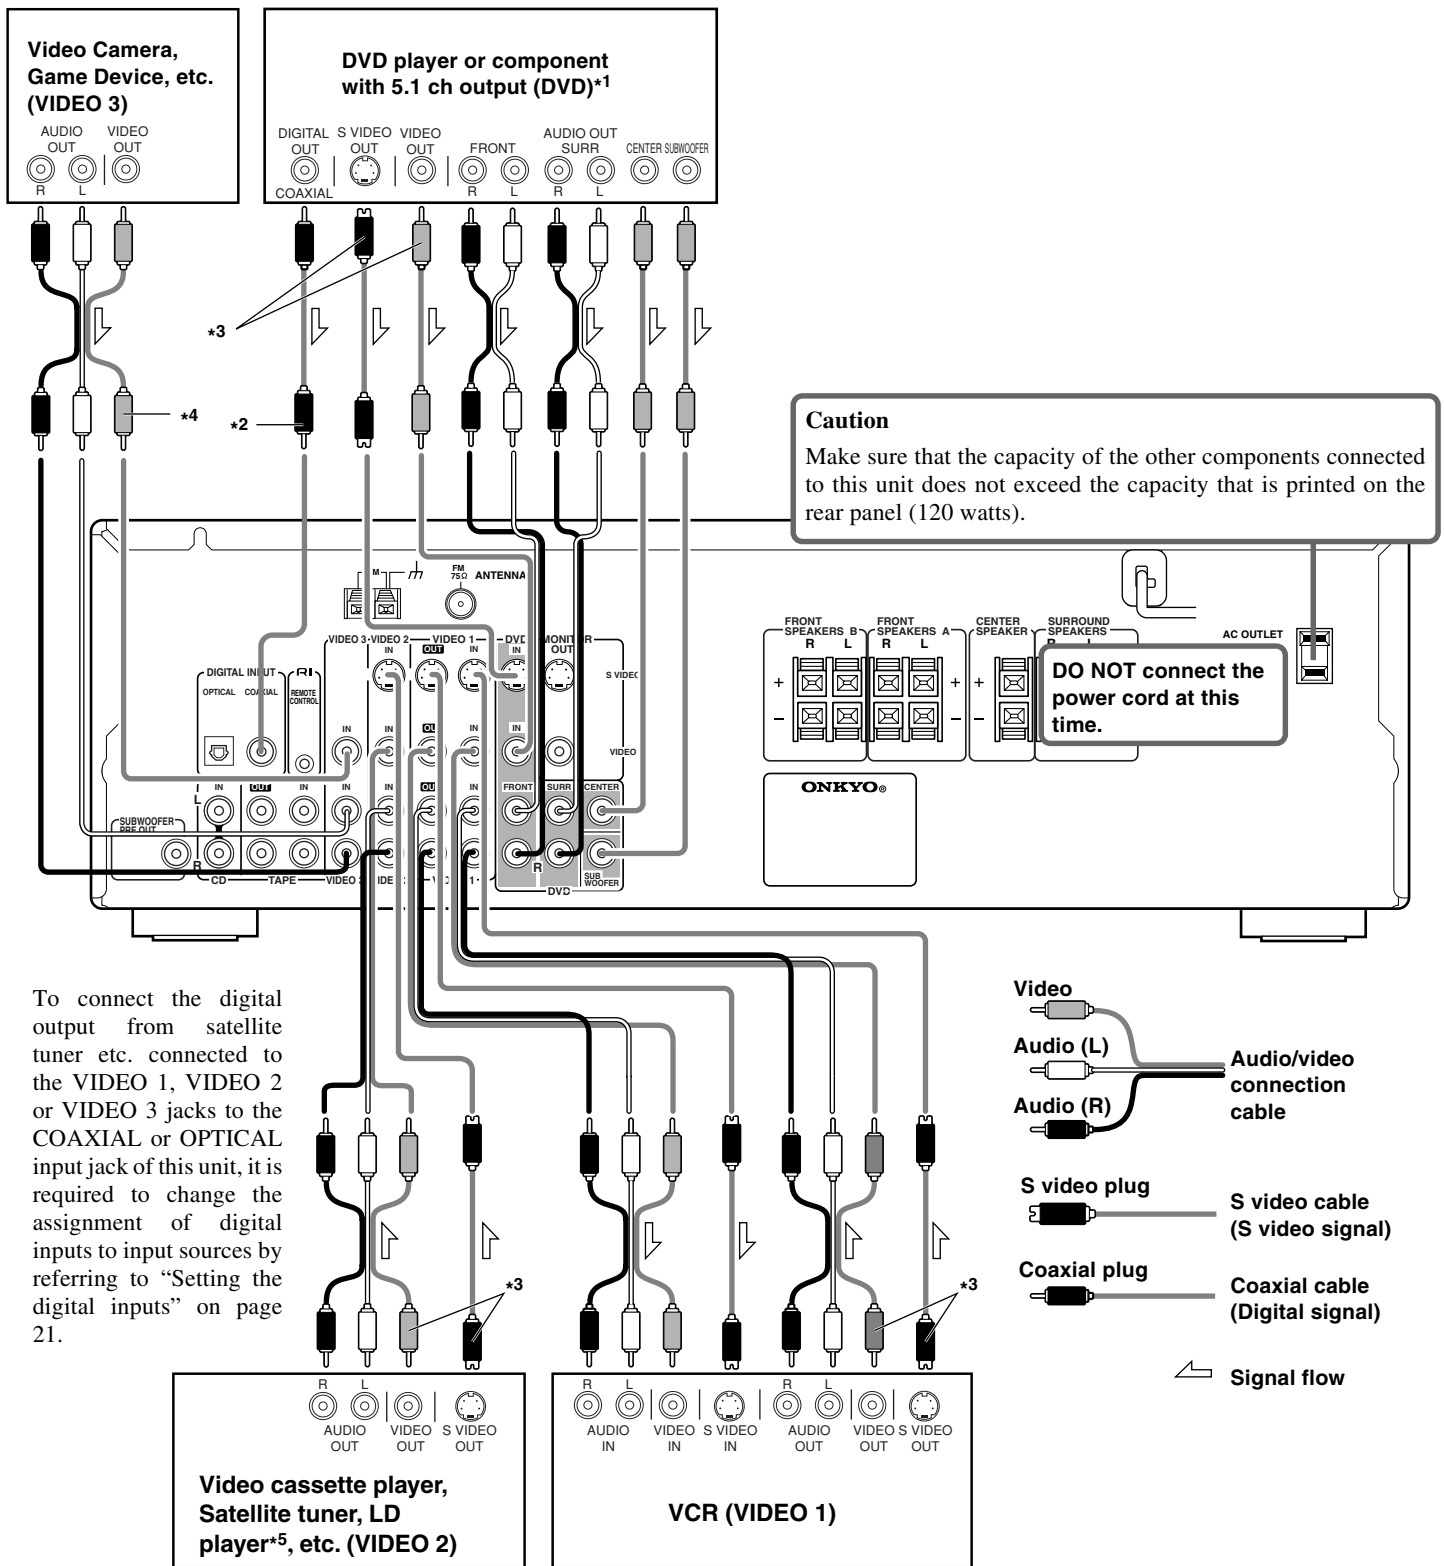 Video Camera,
Game Device, etc.
(VIDEO 3)
AUDIO
OUT
VIDEO
OUT
R
L
DVD player or component
with 5.1 ch output (DVD)*1
DIGITAL
OUT
COAXIAL
S VIDEO
OUT
VIDEO
OUT
FRONT
R
L
AUDIO OUT
SURR
R
L
CENTER
SUBWOOFER
*3
*4
*2
Caution
Make sure that the capacity of the other components connected
to this unit does not exceed the capacity that is printed on the
rear panel (120 watts).
FM
75Ω
ANTENNA
VIDEO 3
VIDEO 2
VIDEO 1
DVD
MONITOR
OUT
IN
OUT
IN
IN
S VIDEO
DIGITAL INPUT
OPTICAL
COAXIAL
RI
REMOTE
CONTROL
IN
IN
IN
IN
VIDEO
FRONT
SPEAKERS B
R
L
FRONT
SPEAKERS A
R
L
CENTER
SPEAKER
SURROUND
SPEAKERS
+
−
+
−
+
−
AC OUTLET
DO NOT connect the
power cord at this
time.
ONKYO®
L
IN
OUT
IN
IN
IN
OUT
IN
FRONT
SURR
CENTER
SUBWOOFER
PRE OUT
R
CD
TAPE
VIDEO 3
R
DVD
SUB
WOOFER
To connect the digital
output from satellite
tuner etc. connected to
the VIDEO 1, VIDEO 2
or VIDEO 3 jacks to the
COAXIAL or OPTICAL
input jack of this unit, it is
required to change the
assignment of digital
inputs to input sources by
referring to “Setting the
digital inputs” on page
21.
Video
Audio (L)
Audio (R)
Audio/video
connection
cable
S video plug
S video cable
(S video signal)
Coaxial plug
Coaxial cable
(Digital signal)
Signal flow
*3
*3
R
L
AUDIO
OUT
VIDEO
OUT
S VIDEO
OUT
Video cassette player,
Satellite tuner, LD
player*5, etc. (VIDEO 2)
R
L
AUDIO
IN
VIDEO
IN
S VIDEO
IN
R
L
AUDIO
OUT
VIDEO
OUT
S VIDEO
OUT
VCR (VIDEO 1)